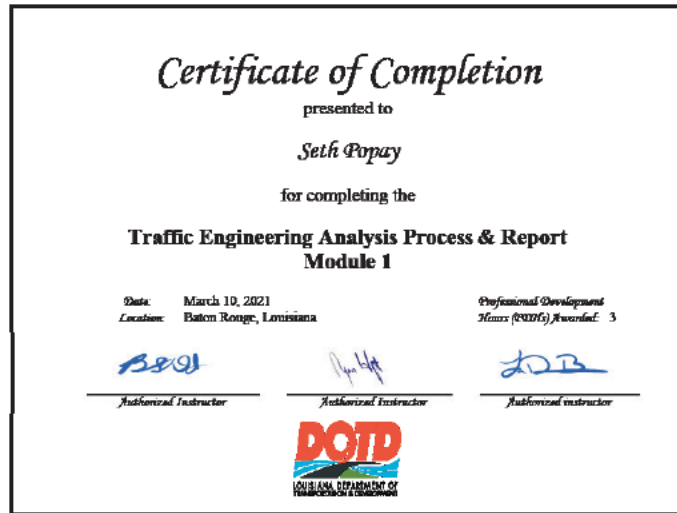 Certificate of Completion
presented to
Seth Popay
for completing the
Traffic Engineering Analysis Process & Report
Module 1
Date: March 10, 2021
Location: Baton Rouge, Louisiana
Professional Development
Hours (PDHs) Awarded: 3
Authorized Instructor
Authorized Instructor
Authorized instructor
DOTD
LOUISIANA DEPARTMENT OF
TRANSPORTATION & DEVELOPMENT